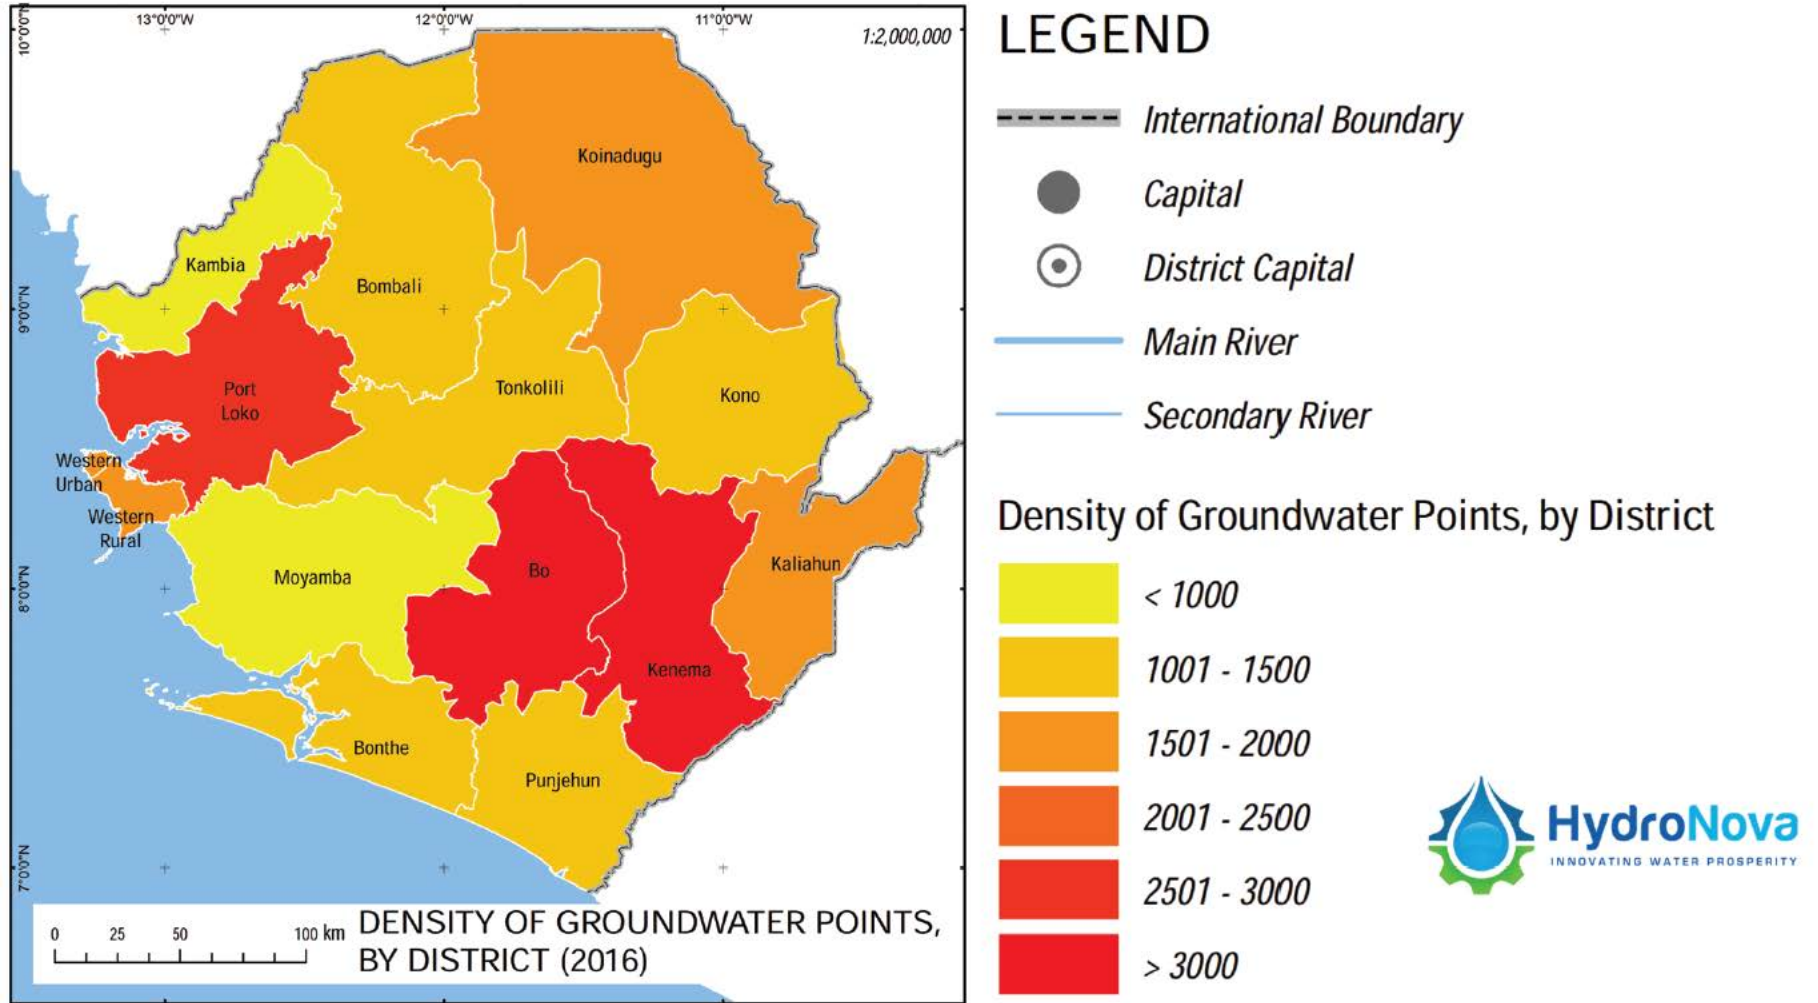 13°0'0"W
12°0'0"W
11°0'0"W
10°0'0"N
1:2,000,000
Koinadugu
Kambia
Bombali
9°0'0"N
Port
Loko
Tonkolili
Kono
Western
Urban
Western
Rural
Moyamba
Bo
Kaliahun
8°0'0"N
Kenema
Bonthe
Punjehun
7°0'0"N
0 25 50 100 km
DENSITY OF GROUNDWATER POINTS,
BY DISTRICT (2016)
LEGEND
International Boundary
Capital
District Capital
Main River
Secondary River
Density of Groundwater Points, by District
< 1000
1001 - 1500
1501 - 2000
2001 - 2500
2501 - 3000
> 3000
HydroNova
INNOVATING WATER PROSPERITY